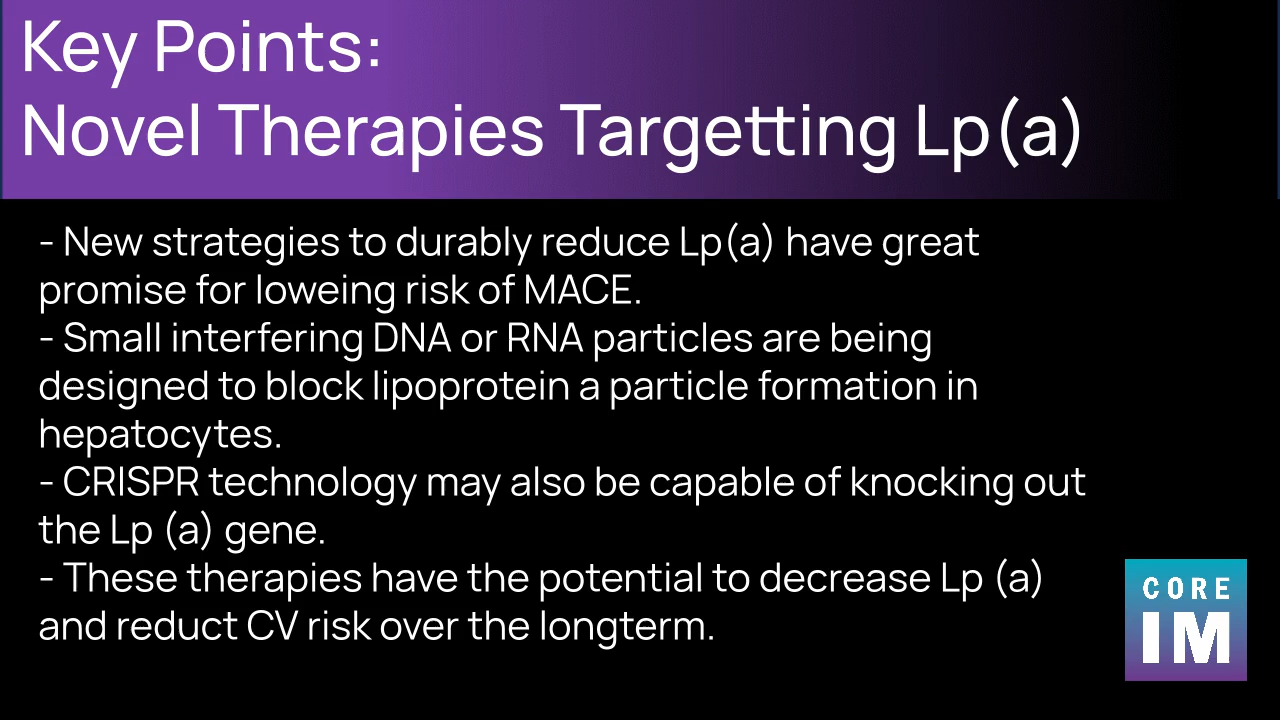 Key Points:
Novel Therapies Targetting Lp(a)
- New strategies to durably reduce Lp(a) have great
promise for loweing risk of MACE.
- Small interfering DNA or RNA particles are being
designed to block lipoprotein a particle formation in
hepatocytes.
- CRISPR technology may also be capable of knocking out
the Lp (a) gene.
- These therapies have the potential to decrease Lp (a)
and reduct CV risk over the longterm.
CORE
IM